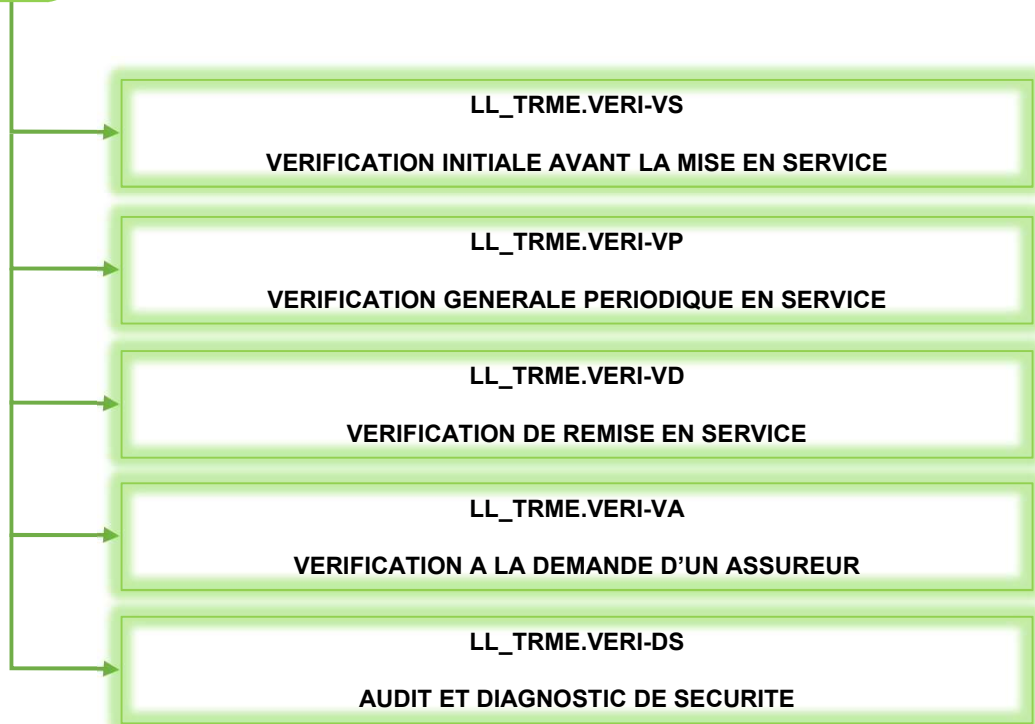 LL_TRME.VERI-VS
VERIFICATION INITIALE AVANT LA MISE EN SERVICE
LL_TRME.VERI-VP
VERIFICATION GENERALE PERIODIQUE EN SERVICE
LL_TRME.VERI-VD
VERIFICATION DE REMISE EN SERVICE
LL_TRME.VERI-VA
VERIFICATION A LA DEMANDE D’UN ASSUREUR
LL_TRME.VERI-DS
AUDIT ET DIAGNOSTIC DE SECURITE